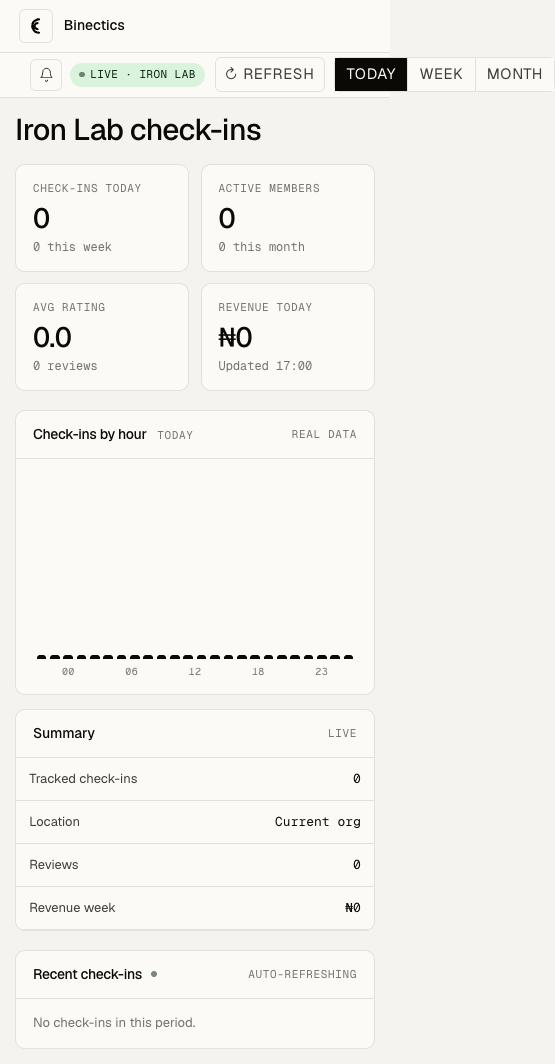 Binectics
LIVE · IRON LAB
↻ REFRESH
TODAY
WEEK
MONTH
Iron Lab check-ins
CHECK-INS TODAY
0
0 this week
ACTIVE MEMBERS
0
0 this month
AVG RATING
0.0
0 reviews
REVENUE TODAY
₦0
Updated 17:00
Check-ins by hour TODAY
REAL DATA
00 06 12 18 23
Summary
LIVE
Tracked check-ins 0
Location Current org
Reviews 0
Revenue week ₦0
Recent check-ins
AUTO-REFRESHING
No check-ins in this period.